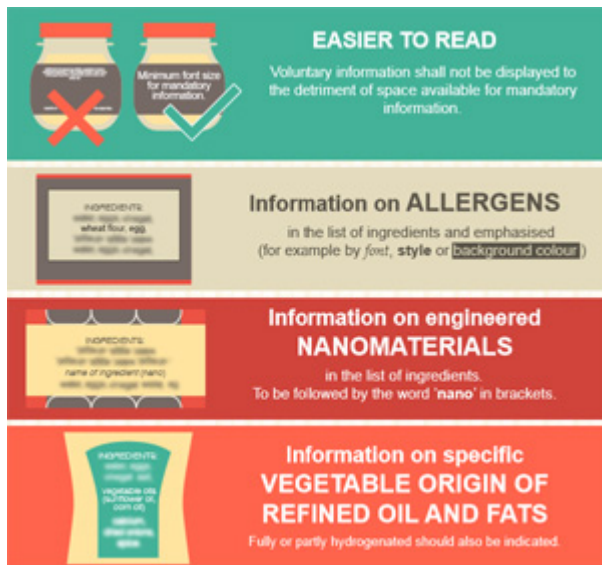 EASIER TO READ
Voluntary information shall not be displayed to
the detriment of space available for mandatory
information.
Minimum font size
for mandatory
information.
Information on ALLERGENS
in the list of ingredients and emphasised
(for example by font, style or background colour)
INGREDIENTS:
wheat flour, egg,
Information on engineered
NANOMATERIALS
in the list of ingredients.
To be followed by the word 'nano' in brackets.
INGREDIENTS:
name of ingredient (nano)
Information on specific
VEGETABLE ORIGIN OF
REFINED OIL AND FATS
Fully or partly hydrogenated should also be indicated.
INGREDIENTS:
vegetable oils
(sunflower oil,
corn oil)